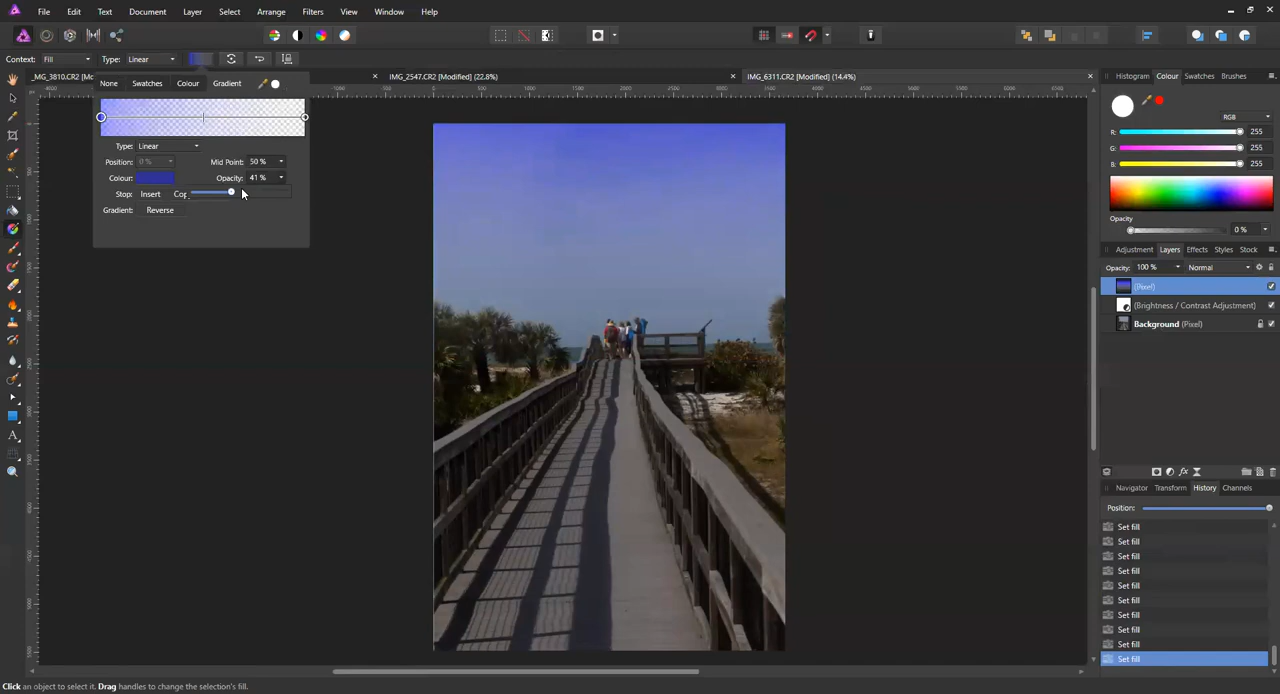 File Edit Text Document Layer Select Arrange Filters View Window Help
Context: Fill Type: Linear
_MG_3810.CR2 [Mo IMG_2547.CR2 [Modified] (22.8%) IMG_6311.CR2 [Modified] (14.4%)
None Swatches Colour Gradient
Type: Linear
Position: 0 % Mid Point: 50 %
Colour: Opacity: 41 %
Stop: Insert Cop
Gradient: Reverse
Histogram Colour Swatches Brushes
RGB
R: 255
G: 255
B: 255
Opacity
0 %
Adjustment Layers Effects Styles Stock
Opacity: 100 % Normal
(Pixel)
(Brightness / Contrast Adjustment)
Background (Pixel)
Navigator Transform History Channels
Position:
Set fill
Set fill
Set fill
Set fill
Set fill
Set fill
Set fill
Set fill
Set fill
Set fill
Click an object to select it. Drag handles to change the selection's fill.